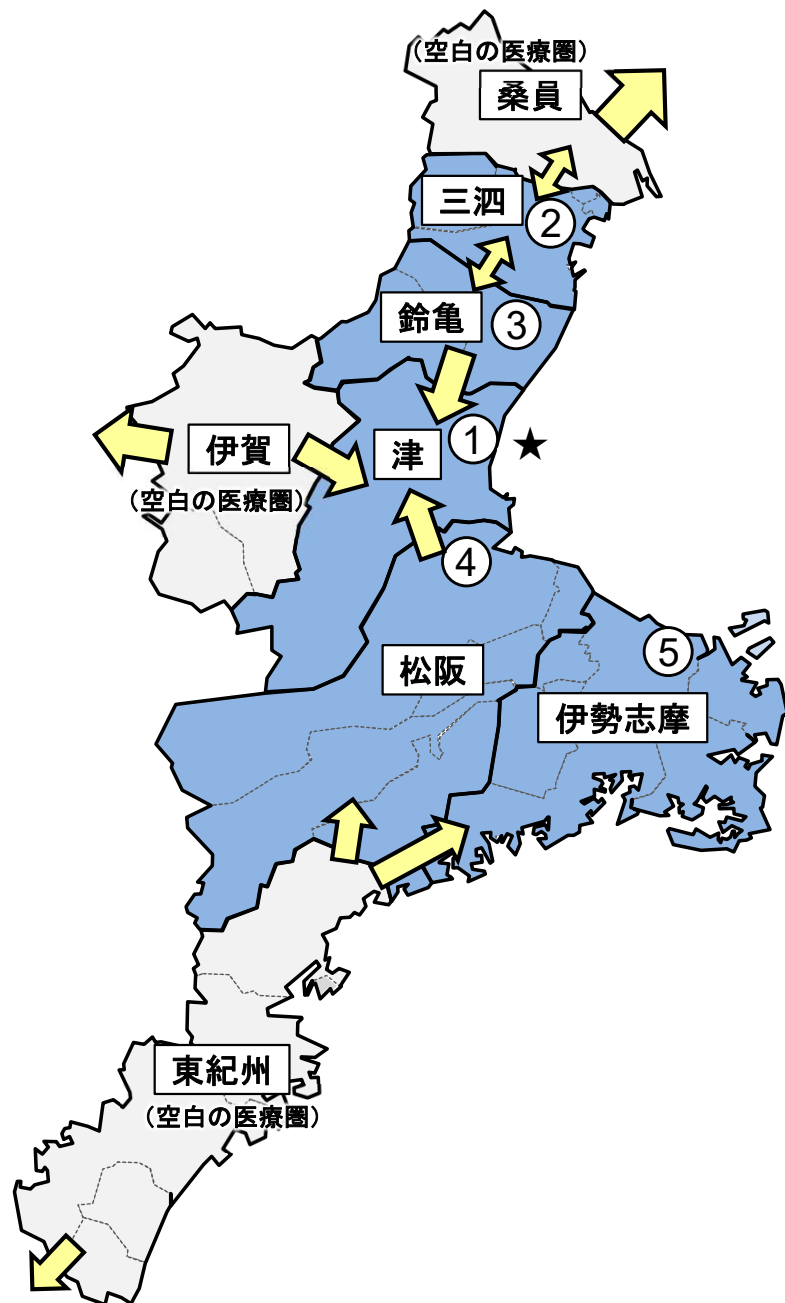 （空白の医療圏）
桑員
三泗
②
鈴亀
③
伊賀
（空白の医療圏）
津
①
★
④
松阪
⑤
伊勢志摩
東紀州
（空白の医療圏）